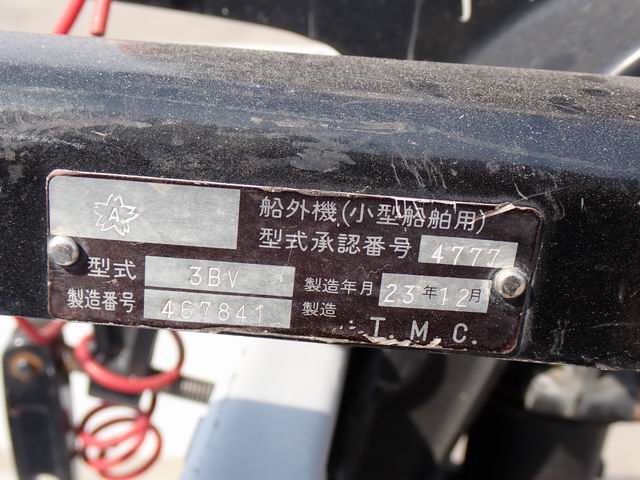 A
船外機(小型船舶用)
型式承認番号 4777
型式 3BV
製造年月 23年12月
製造番号 467841
製造 T.M.C.